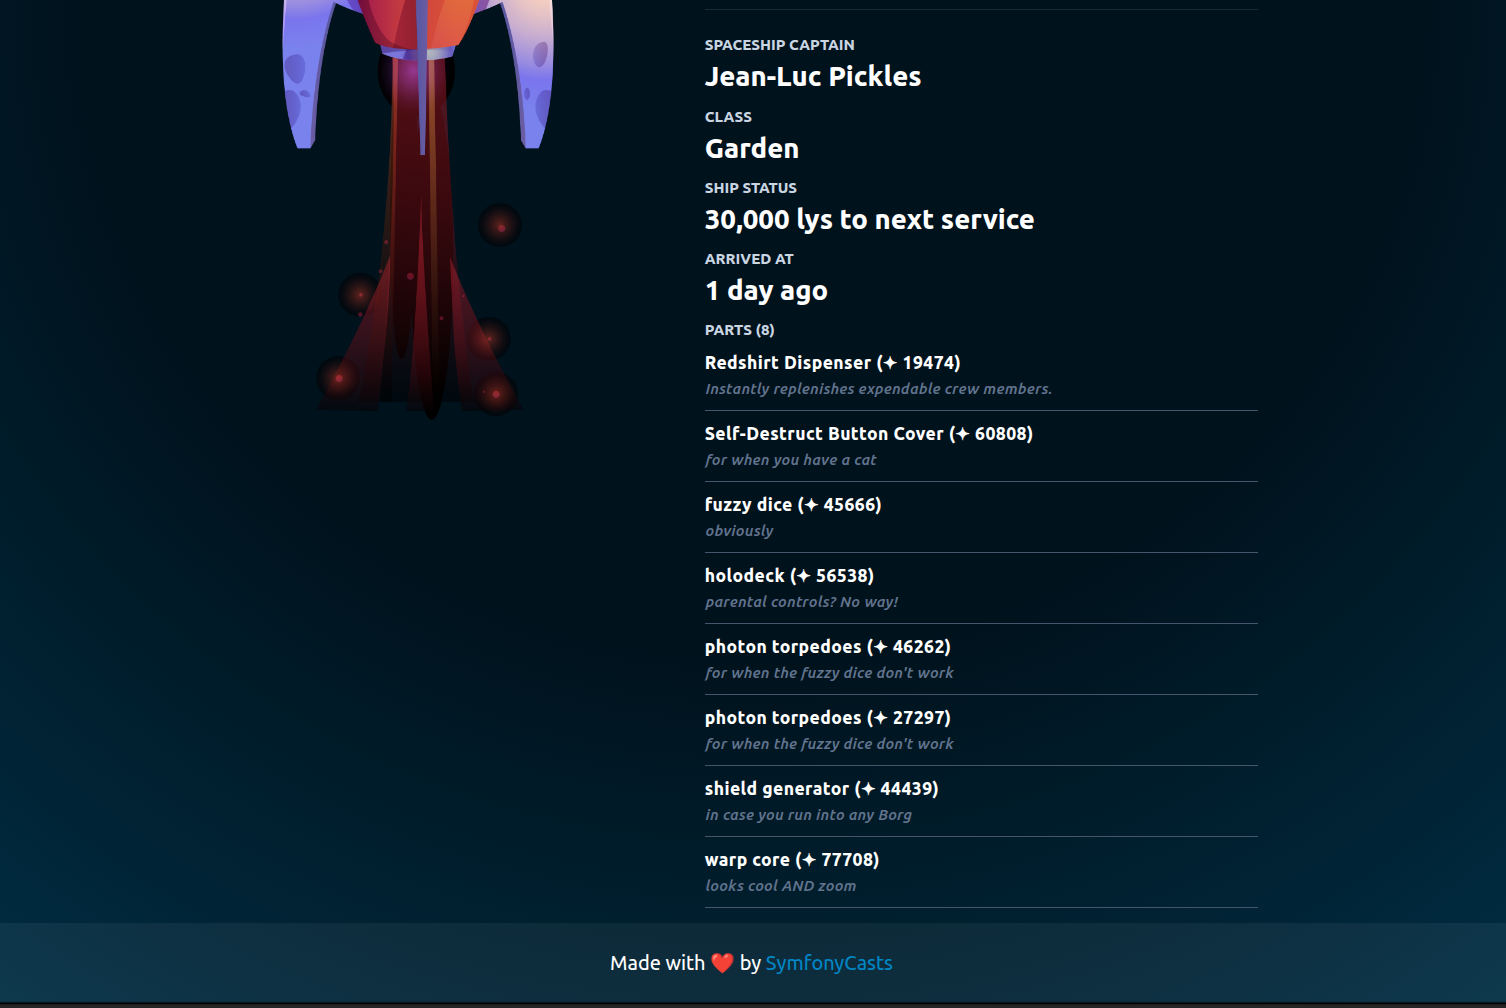 SPACESHIP CAPTAIN
Jean-Luc Pickles
CLASS
Garden
SHIP STATUS
30,000 lys to next service
ARRIVED AT
1 day ago
PARTS (8)
Redshirt Dispenser (✦ 19474)
Instantly replenishes expendable crew members.
Self-Destruct Button Cover (✦ 60808)
for when you have a cat
fuzzy dice (✦ 45666)
obviously
holodeck (✦ 56538)
parental controls? No way!
photon torpedoes (✦ 46262)
for when the fuzzy dice don't work
photon torpedoes (✦ 27297)
for when the fuzzy dice don't work
shield generator (✦ 44439)
in case you run into any Borg
warp core (✦ 77708)
looks cool AND zoom
Made with ❤️ by SymfonyCasts